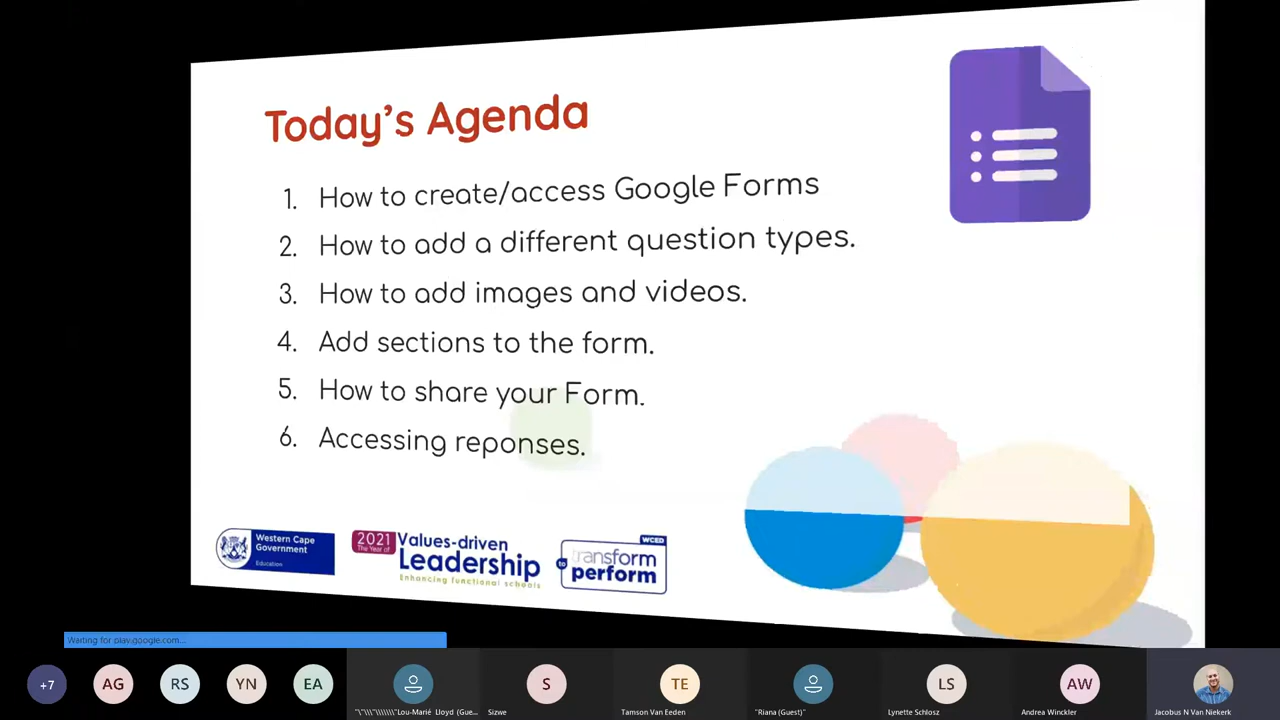 Today's Agenda
1. How to create/access Google Forms
2. How to add a different question types.
3. How to add images and videos.
4. Add sections to the form.
5. How to share your Form.
6. Accessing reponses.
Western Cape
Government
Education
2021
The Year of
Values-driven
Leadership
Enhancing functional schools
WCED
transform
to
perform
Waiting for play.google.com...
+7
AG
RS
YN
EA
S
TE
LS
AW
"\"\\\"\\\\\\\"Lou-Marié Lloyd (Gue...
Sizwe
Tamson Van Eeden
"Riana (Guest)"
Lynette Schlosz
Andrea Winckler
Jacobus N Van Niekerk